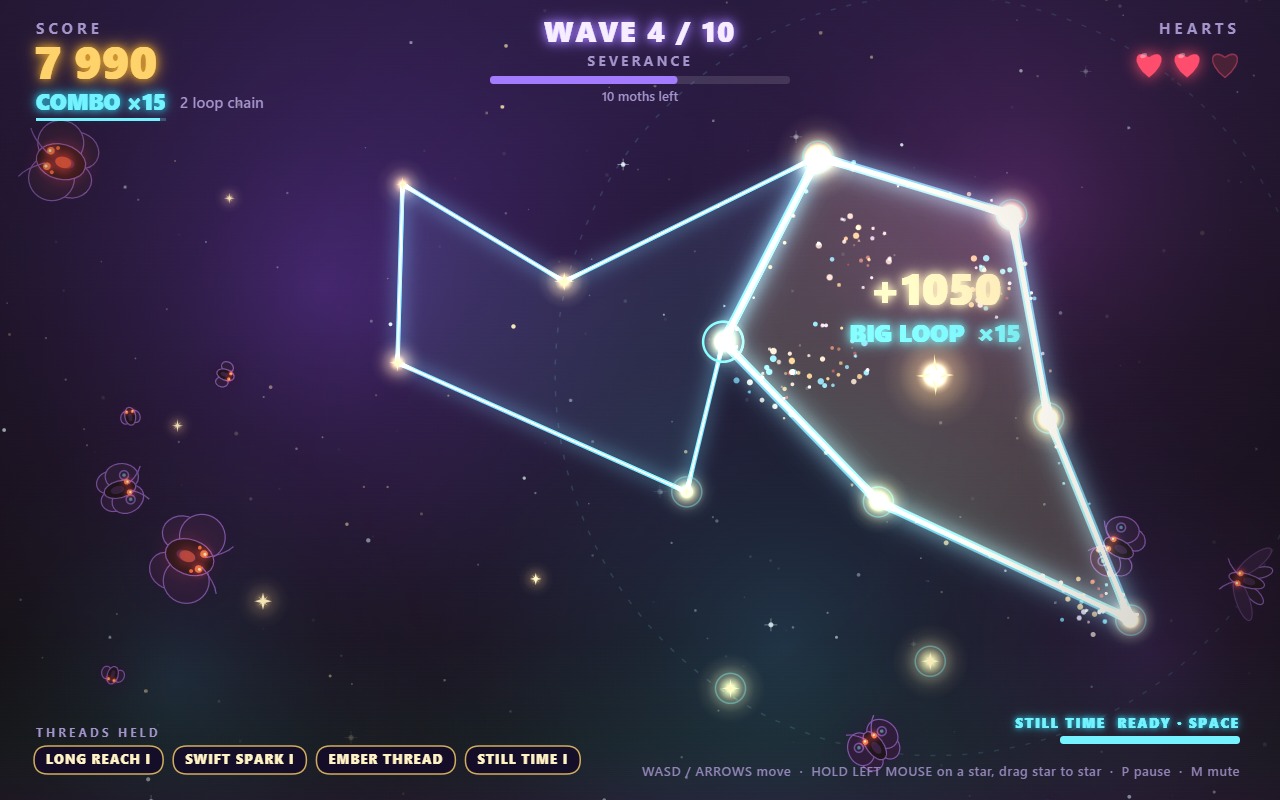 SCORE
7 990
COMBO ×15 2 loop chain
WAVE 4 / 10
SEVERANCE
10 moths left
HEARTS
+1050
BIG LOOP ×15
THREADS HELD
LONG REACH I SWIFT SPARK I EMBER THREAD STILL TIME I
STILL TIME READY · SPACE
WASD / ARROWS move · HOLD LEFT MOUSE on a star, drag star to star · P pause · M mute